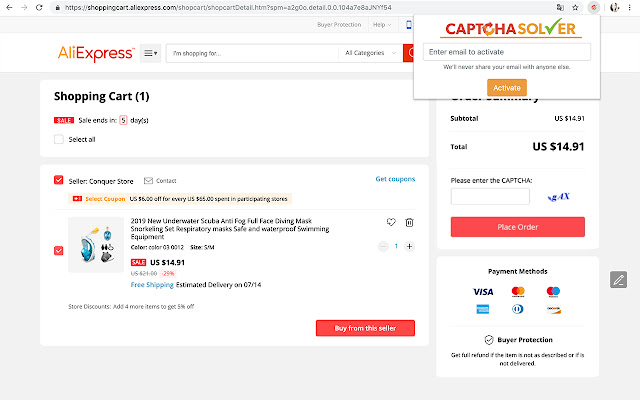 https://shoppingcart.aliexpress.com/shopcart/shopcartDetail.htm?spm=a2g0o.detail.0.0.104a7e8aJNYf54
Buyer Protection
Help
CAPTCHA SOLVER
Enter email to activate
We'll never share your email with anyone else.
Activate
AliExpress
I'm shopping for...
All Categories
Shopping Cart (1)
SALE Sale ends in: 5 day(s)
Select all
Order Summary
Subtotal US $14.91
Total US $14.91
Please enter the CAPTCHA:
Place Order
Seller: Conquer Store
Contact
Get coupons
Select Coupon US $6.00 off for every US $65.00 spent in participating stores
2019 New Underwater Scuba Anti Fog Full Face Diving Mask
Snorkeling Set Respiratory masks Safe and waterproof Swimming
Equipment
Color: color 03 0012 Size: S/M
1
SALE US $14.91
US $21.00 -29%
Free Shipping Estimated Delivery on 07/14
Store Discounts: Add 4 more items to get 5% off
Buy from this seller
Payment Methods
VISA
Buyer Protection
Get full refund if the item is not as described or if is
not delivered.